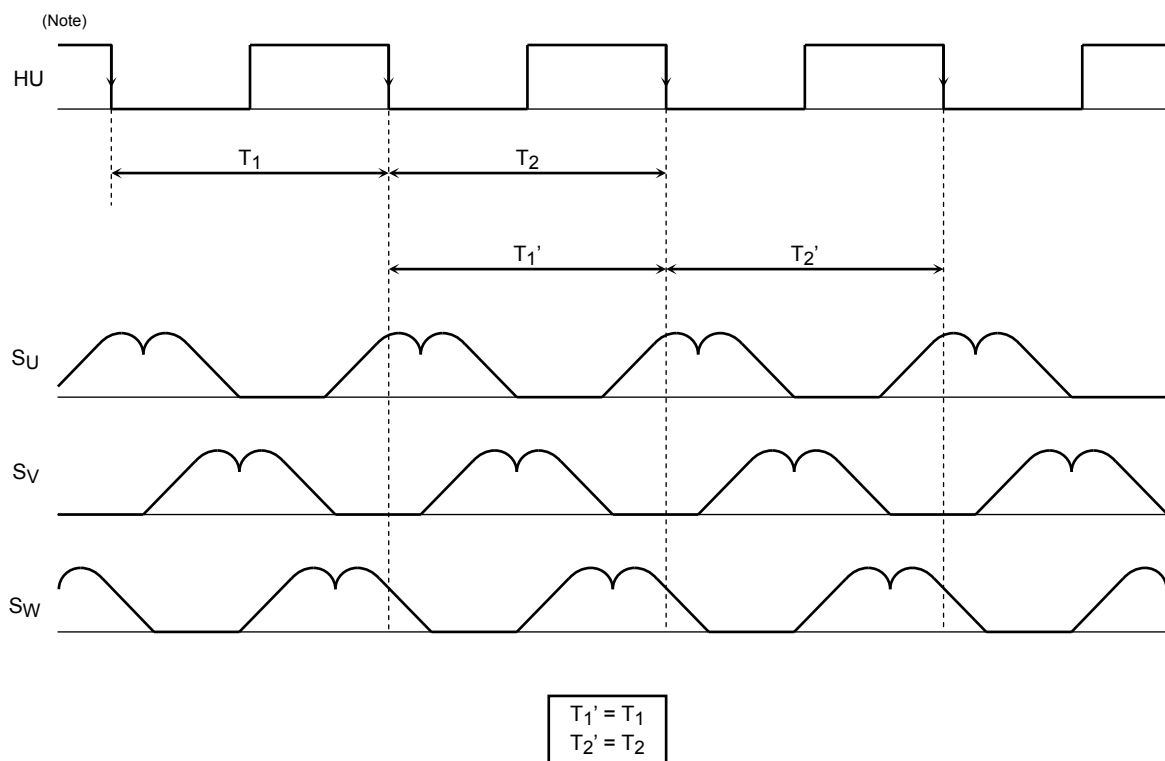 (Note)
HU
T1
T2
T1’
T2’
SU
SV
SW
T1’ = T1
T2’ = T2